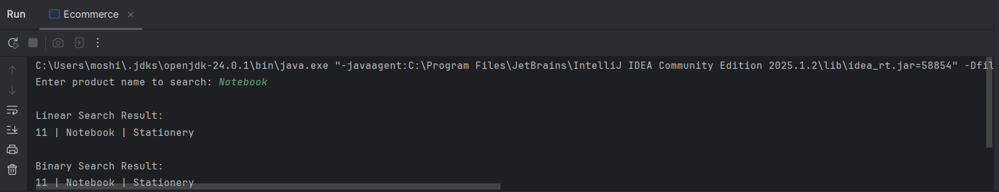 Run Ecommerce
C:\Users\moshi\.jdks\openjdk-24.0.1\bin\java.exe "-javaagent:C:\Program Files\JetBrains\IntelliJ IDEA Community Edition 2025.1.2\lib\idea_rt.jar=58854" -Dfil
Enter product name to search: Notebook
Linear Search Result:
11 | Notebook | Stationery
Binary Search Result:
11 | Notebook | Stationery